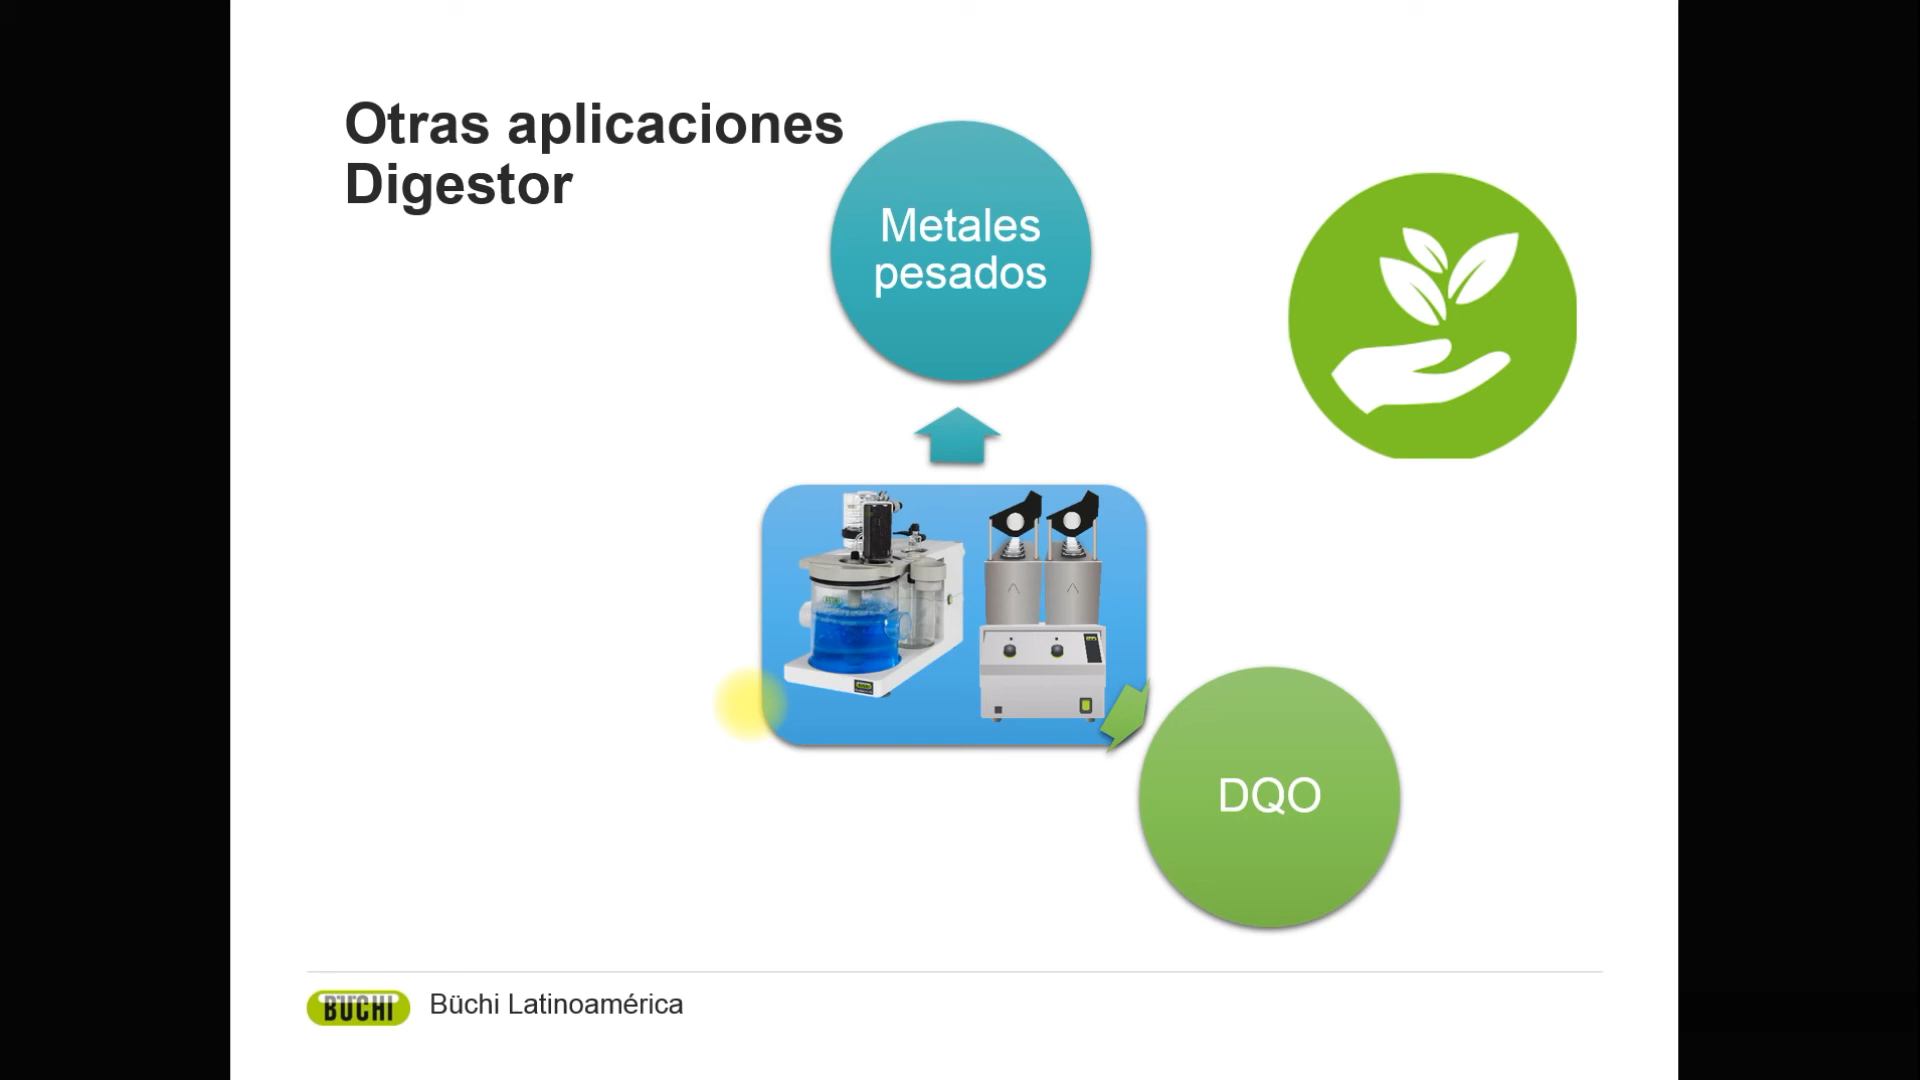 Otras aplicaciones
Digestor
Metales
pesados
DQO
BUCHI
Büchi Latinoamérica